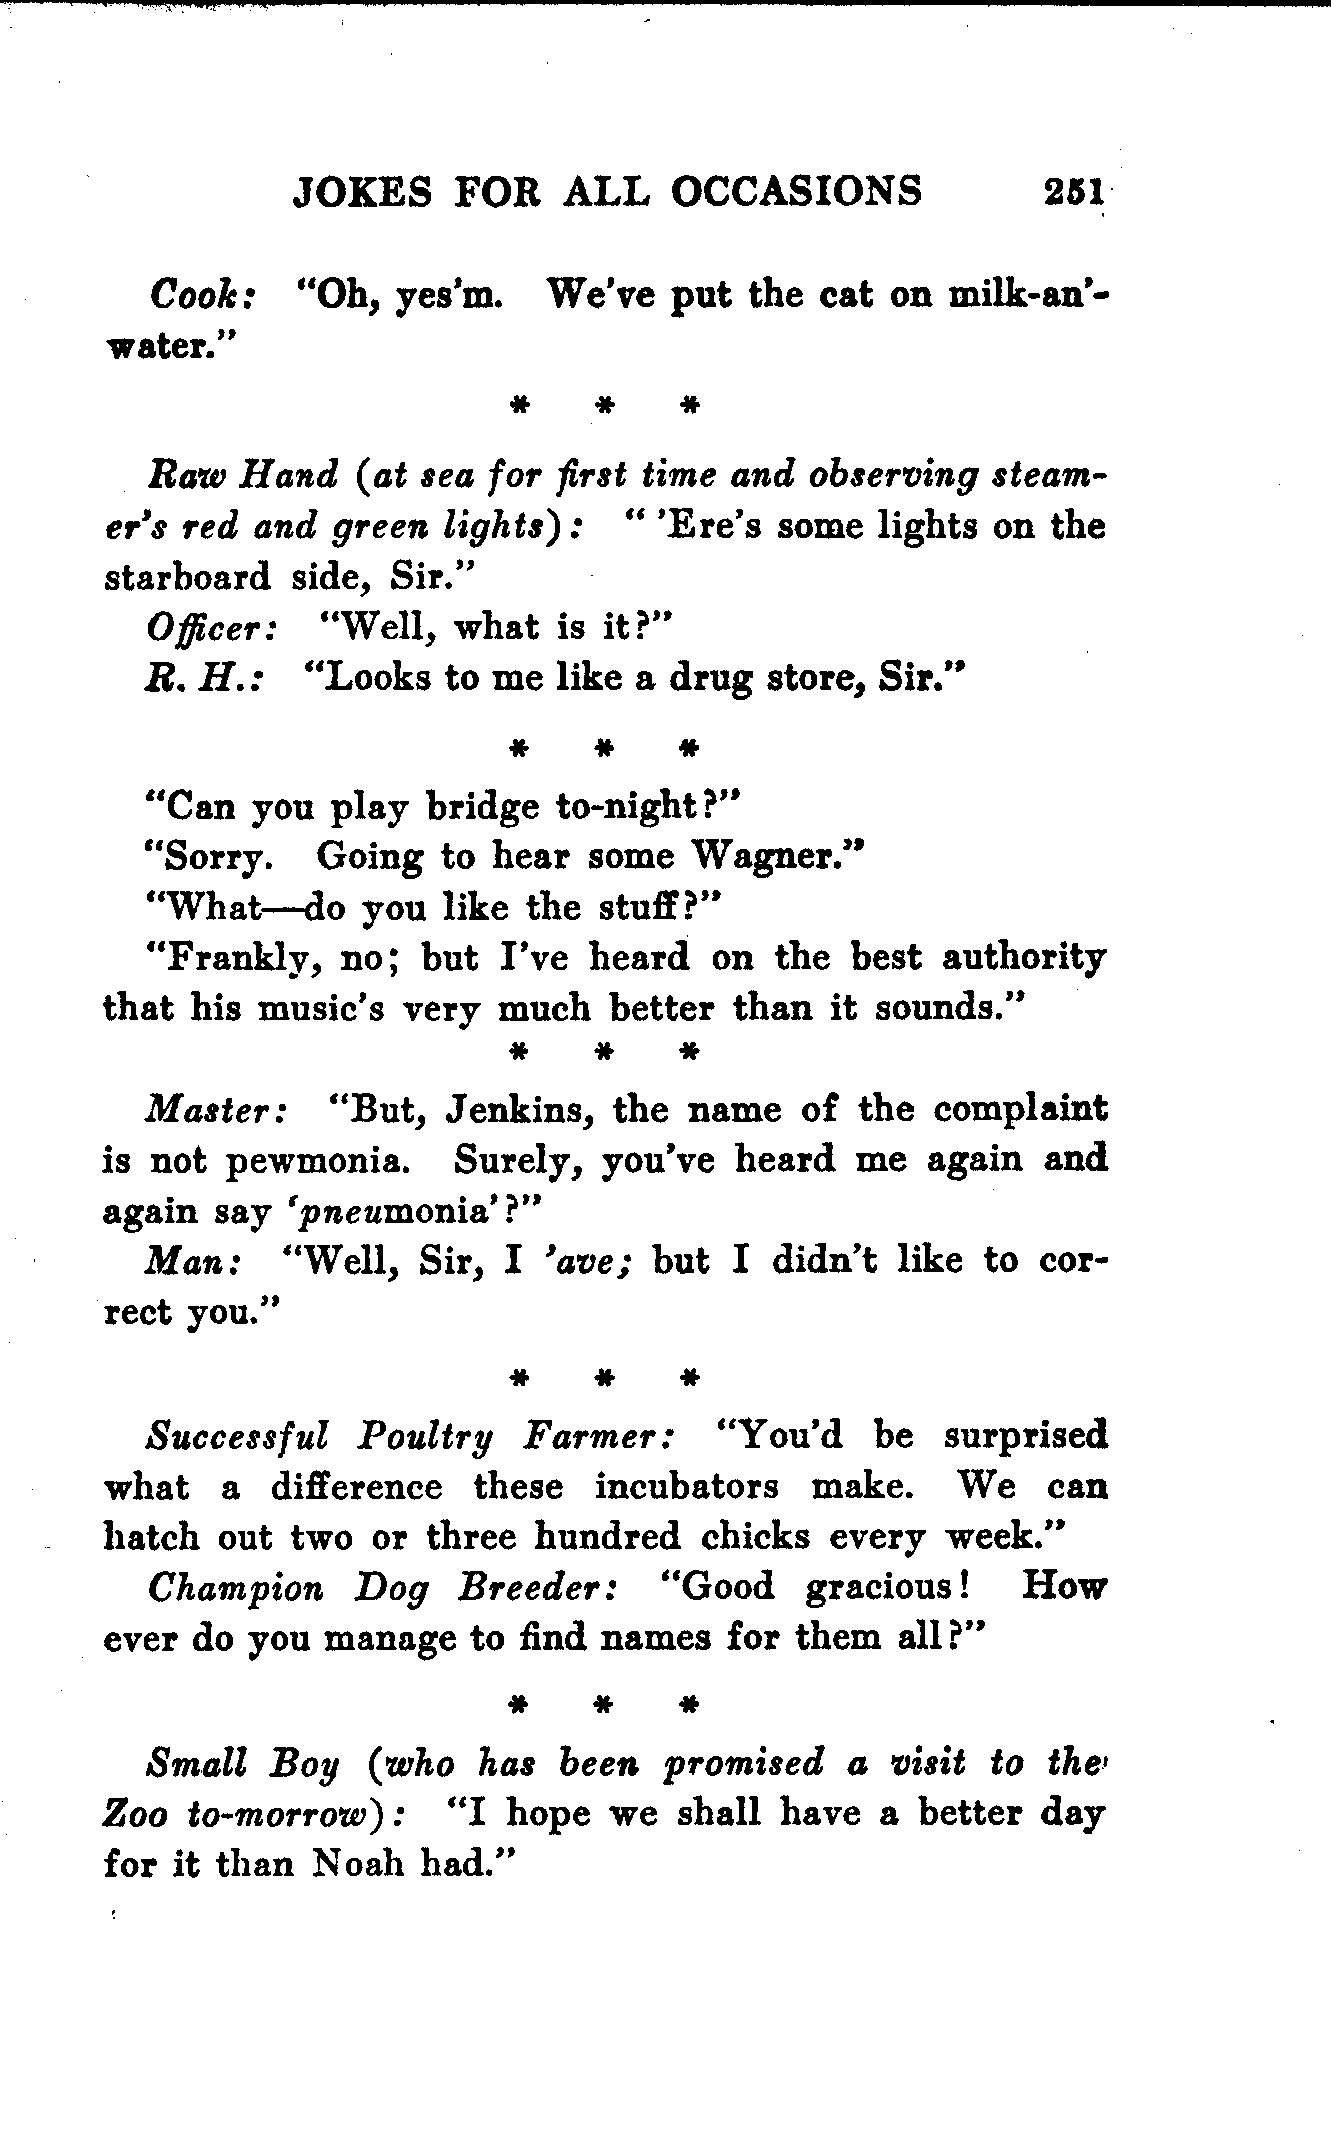 JOKES FOR ALL OCCASIONS 251
Cook: "Oh, yes'm. We've put the cat on milk-an'-
water."
* * *
Raw Hand (at sea for first time and observing steam-
er's red and green lights): " 'Ere's some lights on the
starboard side, Sir."
Officer: "Well, what is it?"
R. H.: "Looks to me like a drug store, Sir."
* * *
"Can you play bridge to-night?"
"Sorry. Going to hear some Wagner."
"What—do you like the stuff?"
"Frankly, no; but I've heard on the best authority
that his music's very much better than it sounds."
* * *
Master: "But, Jenkins, the name of the complaint
is not pewmonia. Surely, you've heard me again and
again say 'pneumonia'?"
Man: "Well, Sir, I 'ave; but I didn't like to cor-
rect you."
* * *
Successful Poultry Farmer: "You'd be surprised
what a difference these incubators make. We can
hatch out two or three hundred chicks every week."
Champion Dog Breeder: "Good gracious! How
ever do you manage to find names for them all?"
* * *
Small Boy (who has been promised a visit to the
Zoo to-morrow): "I hope we shall have a better day
for it than Noah had."